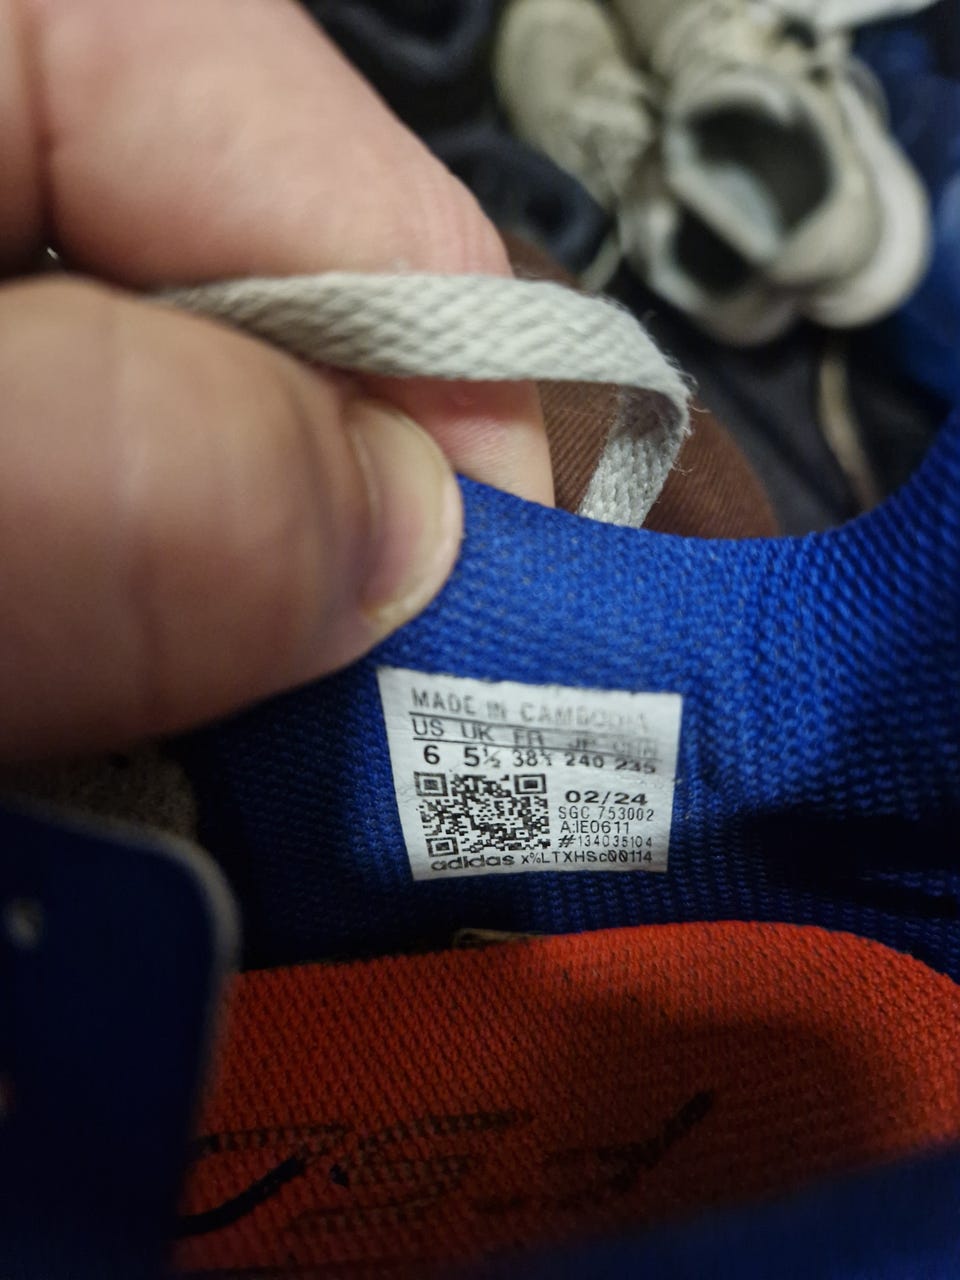 MADE IN CAMBODIA
US UK FR JP CHN
6 5½ 38⅔ 240 235
02/24
SGC 753002
A:IE0611
#134035104
adidas x%LTXHSc00114